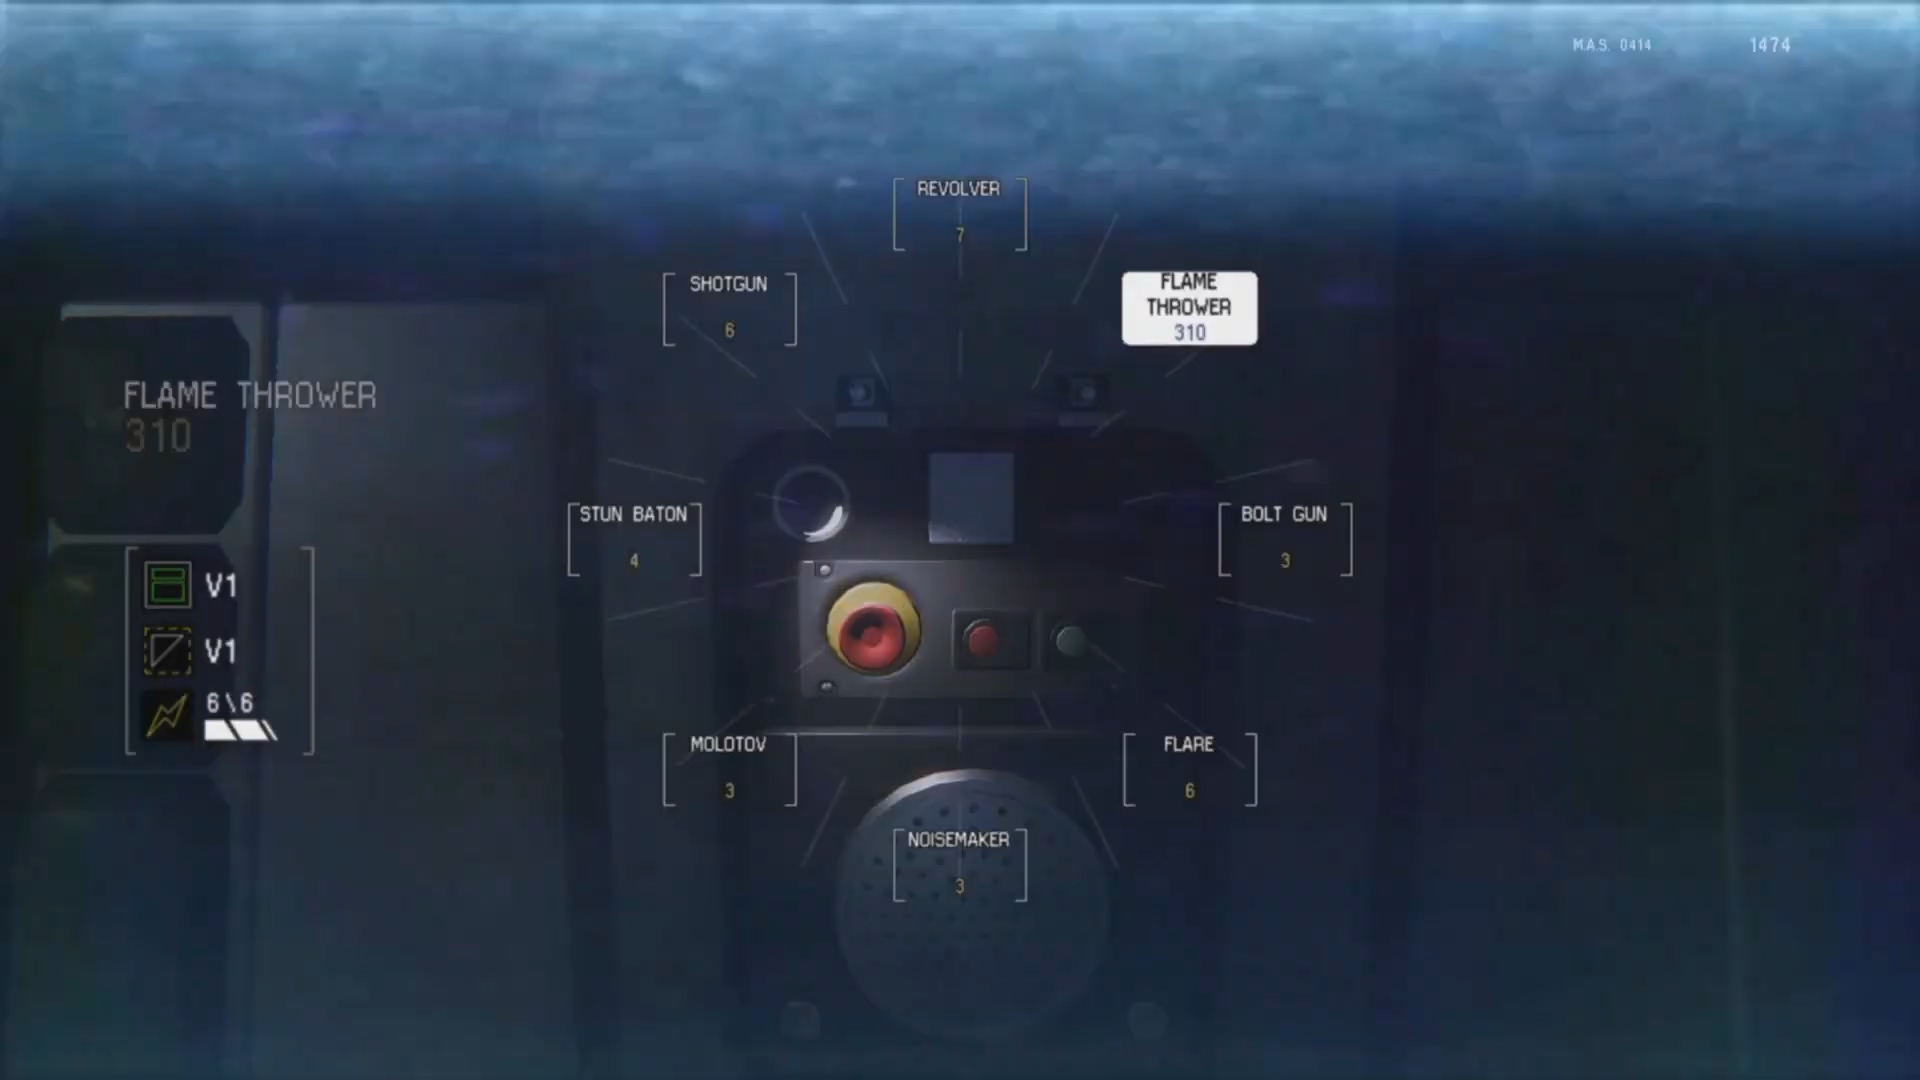 M.A.S. 0414
1474
REVOLVER
7
SHOTGUN
6
FLAME
THROWER
310
FLAME THROWER
310
STUN BATON
4
BOLT GUN
3
V1
V1
6\6
MOLOTOV
3
FLARE
6
NOISEMAKER
3